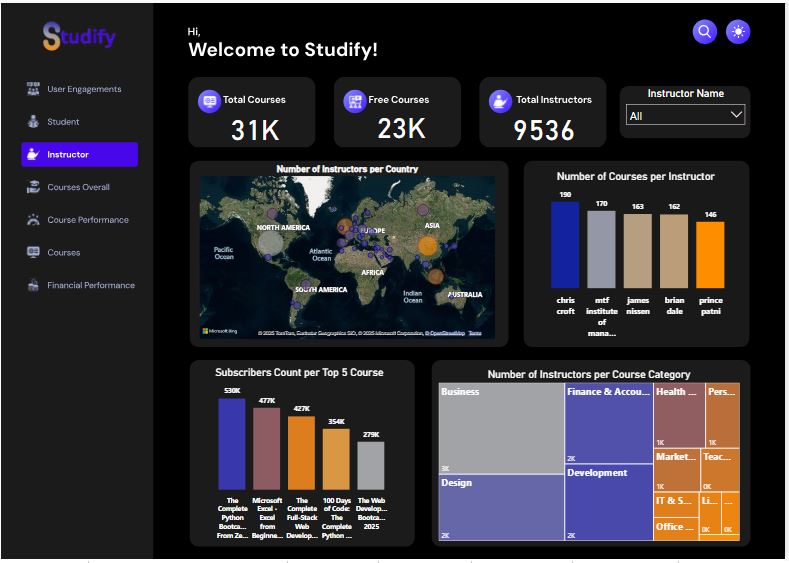 Studify
Hi,
Welcome to Studify!
User Engagements
Student
Instructor
Courses Overall
Course Performance
Courses
Financial Performance
Total Courses
31K
Free Courses
23K
Total Instructors
9536
Instructor Name
All
Number of Instructors per Country
NORTH AMERICA
EUROPE
ASIA
Pacific
Ocean
Atlantic
Ocean
AFRICA
SOUTH AMERICA
Indian
Ocean
AUSTRALIA
Microsoft Bing
© 2025 TomTom, Earthstar Geographics SIO, © 2025 Microsoft Corporation, © OpenStreetMap Terms
Number of Courses per Instructor
190
170
163
162
146
chris
croft
mtf
institute
of
mana...
james
nissen
brian
dale
prince
patni
Subscribers Count per Top 5 Course
530K
477K
427K
354K
279K
The
Complete
Python
Bootca...
From Ze...
Microsoft
Excel -
Excel
from
Beginne...
The
Complete
Full-Stack
Web
Develop...
100 Days
of Code:
The
Complete
Python ...
The Web
Develop...
Bootca...
2025
Number of Instructors per Course Category
Business
3K
Design
2K
Finance & Accou...
2K
Development
2K
Health ...
1K
Pers...
1K
Market...
1K
Teac...
0K
IT & S...
Office ...
Li...
0K
...
0K